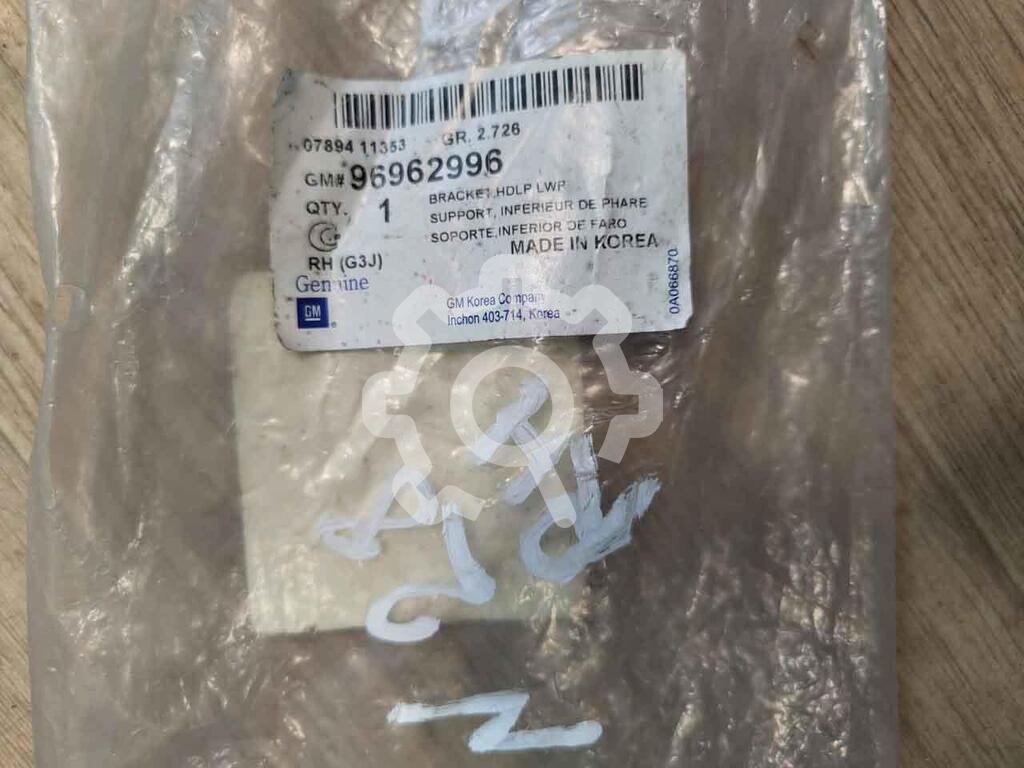 07894 11353 GR. 2.726
GM# 96962996
QTY. 1
BRACKET,HDLP LWR
SUPPORT, INFERIEUR DE PHARE
SOPORTE,INFERIOR DE FARO
MADE IN KOREA
RH (G3J)
Genuine
GM
GM Korea Company
Inchon 403-714, Korea
0A066870